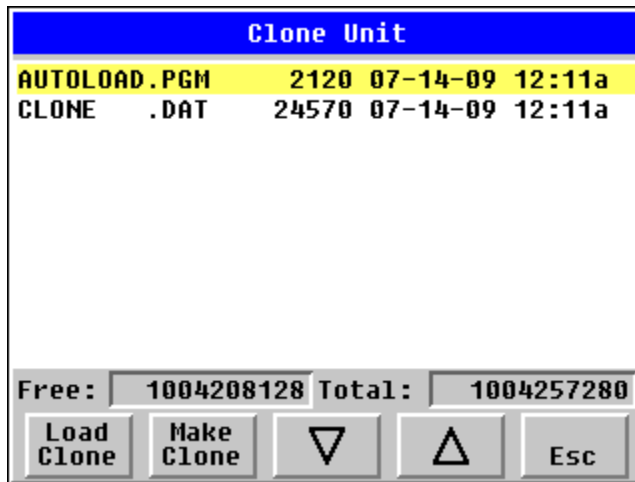 Clone Unit
AUTOLOAD.PGM 2120 07-14-09 12:11a
CLONE .DAT 24570 07-14-09 12:11a
Free: 1004208128 Total: 1004257280
Load Clone
Make Clone
Esc